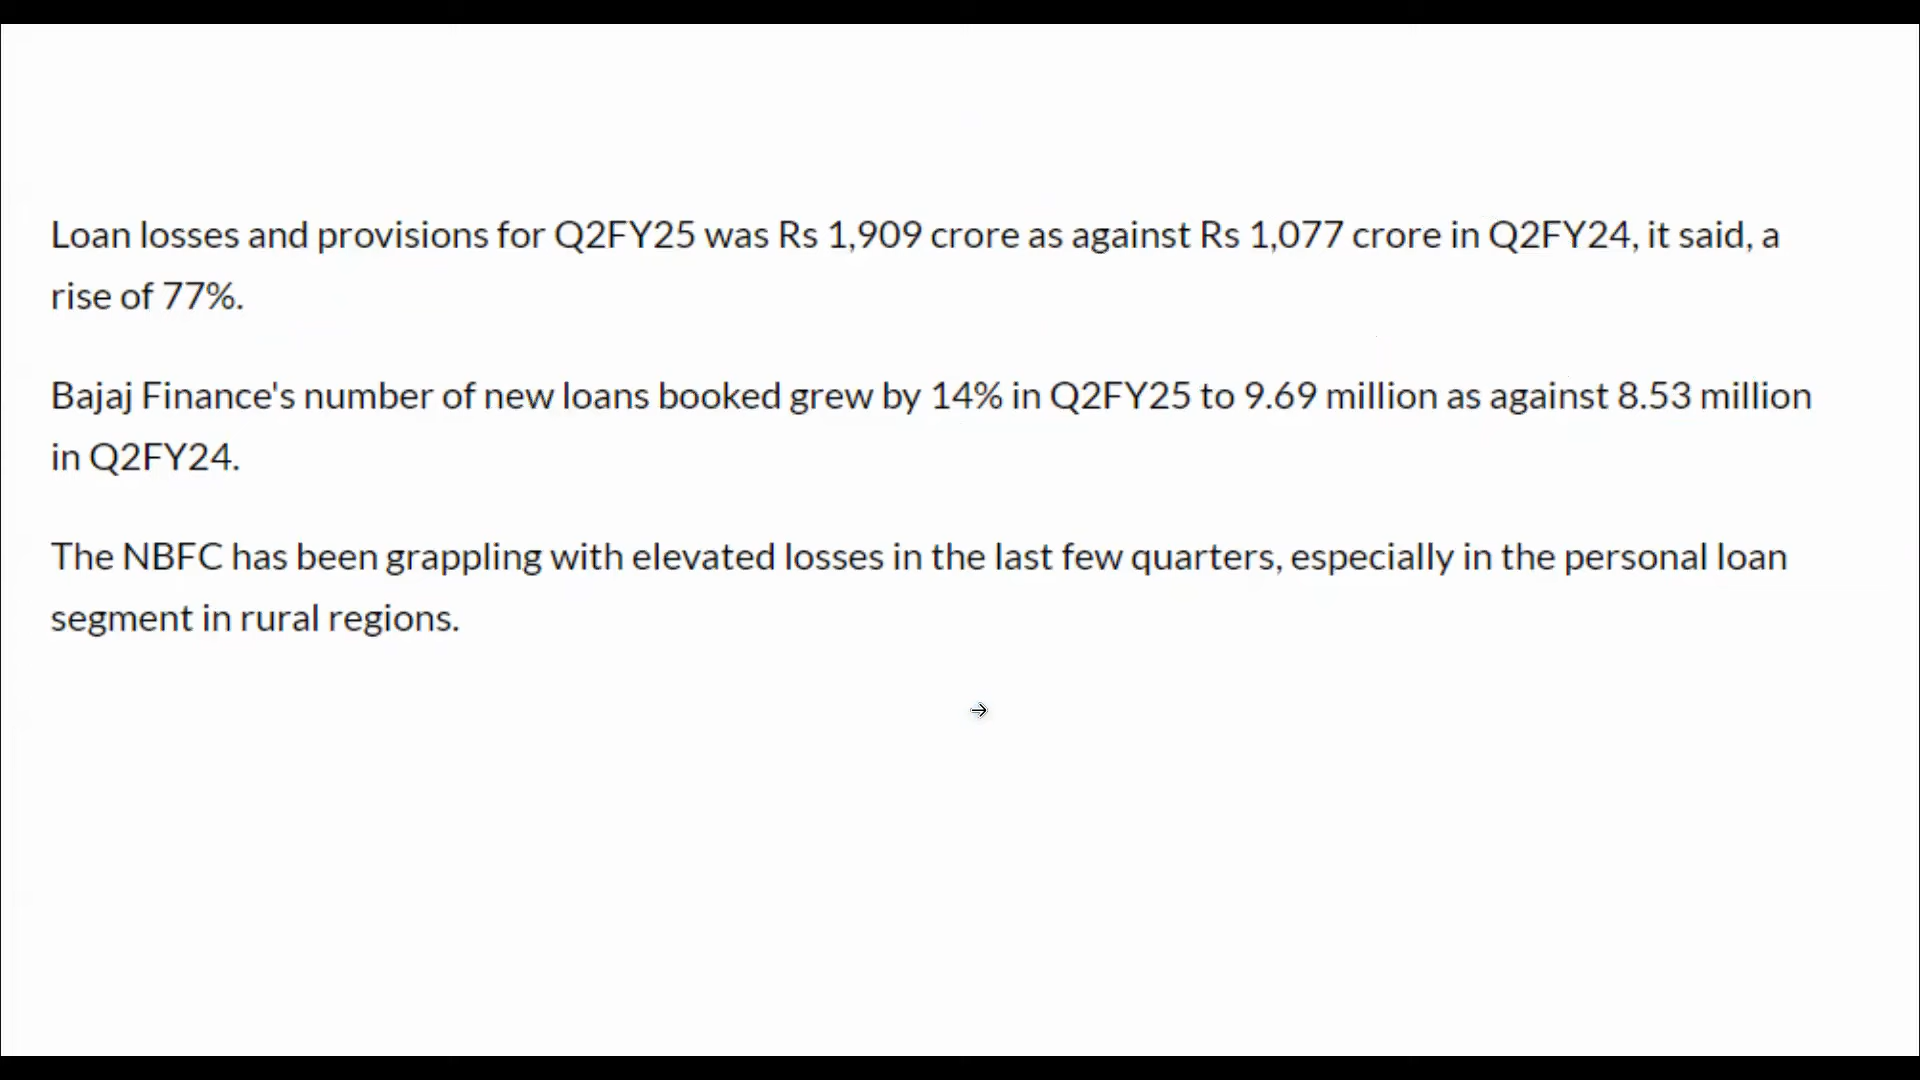 Loan losses and provisions for Q2FY25 was Rs 1,909 crore as against Rs 1,077 crore in Q2FY24, it said, a
rise of 77%.
Bajaj Finance's number of new loans booked grew by 14% in Q2FY25 to 9.69 million as against 8.53 million
in Q2FY24.
The NBFC has been grappling with elevated losses in the last few quarters, especially in the personal loan
segment in rural regions.